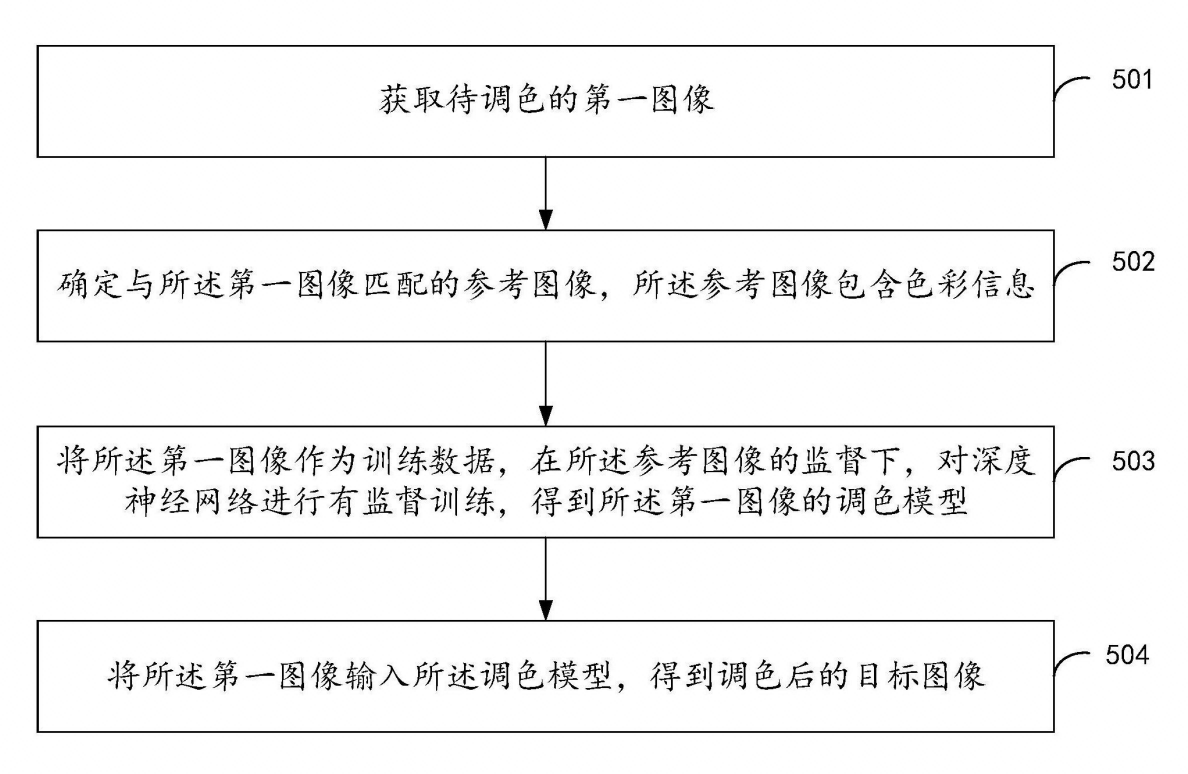 获取待调色的第一图像
501
确定与所述第一图像匹配的参考图像，所述参考图像包含色彩信息
502
将所述第一图像作为训练数据，在所述参考图像的监督下，对深度
神经网络进行有监督训练，得到所述第一图像的调色模型
503
将所述第一图像输入所述调色模型，得到调色后的目标图像
504